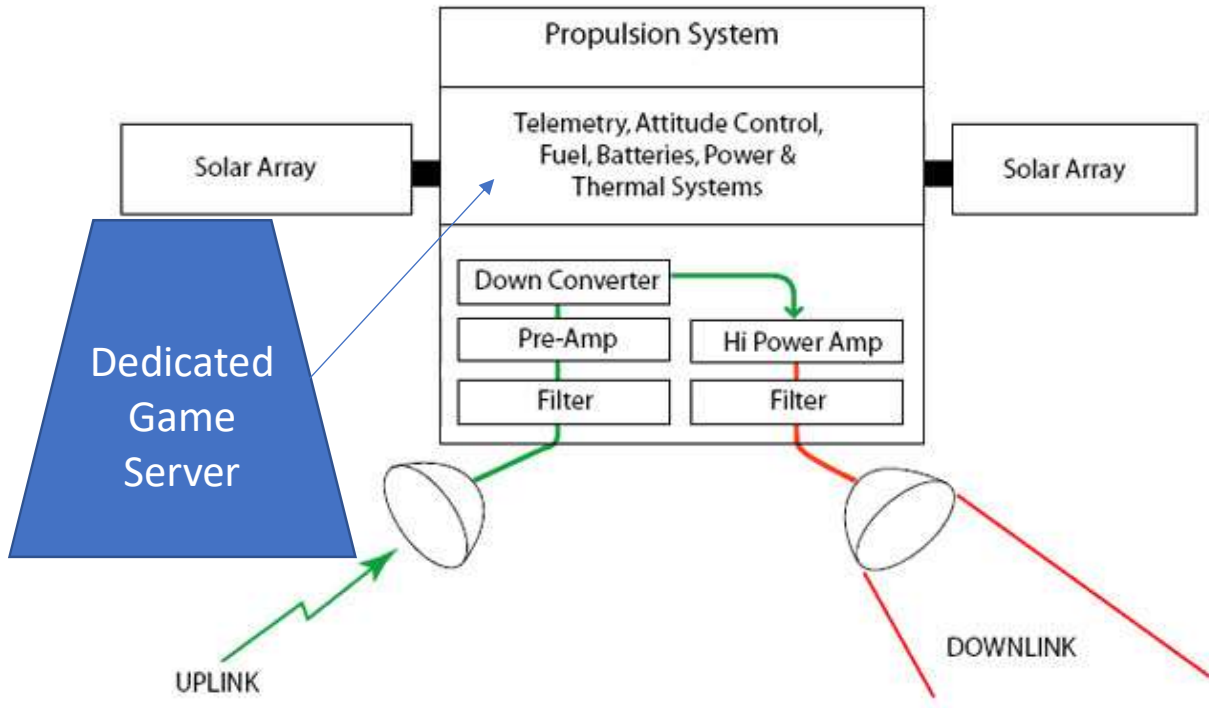 Propulsion System
Telemetry, Attitude Control,
Fuel, Batteries, Power &
Thermal Systems
Solar Array
Solar Array
Down Converter
Pre-Amp
Hi Power Amp
Filter
Filter
Dedicated
Game
Server
UPLINK
DOWNLINK